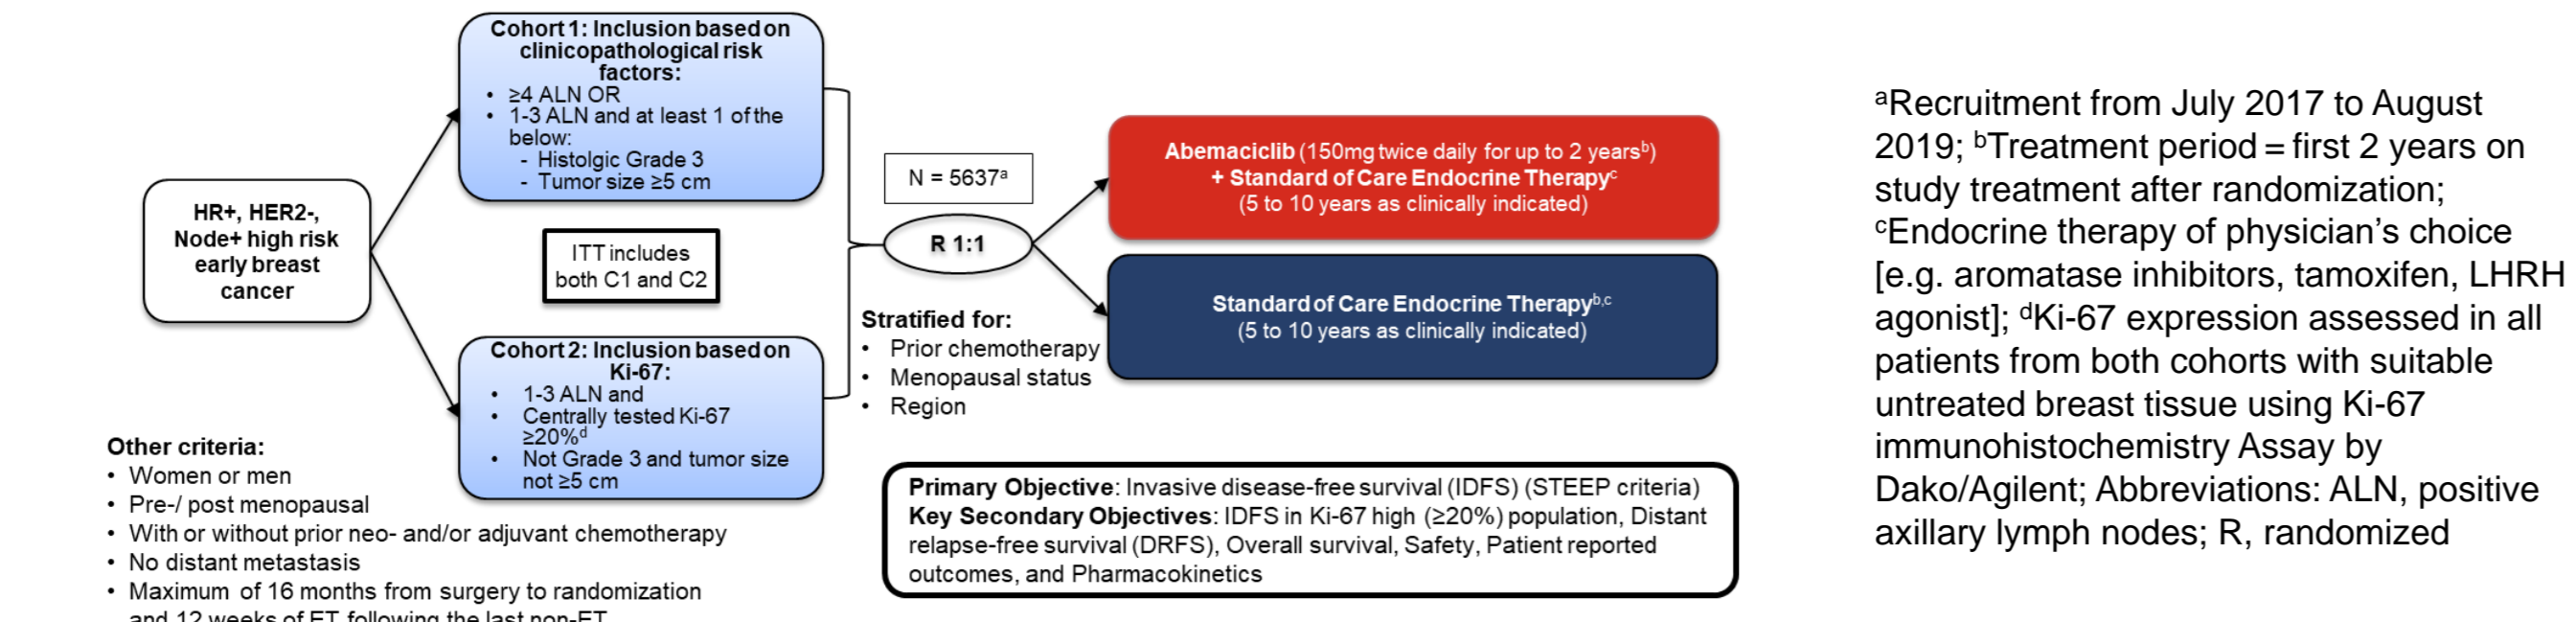 HR+, HER2-,
Node+ high risk
early breast
cancer
Cohort 1: Inclusion based on
clinicopathological risk
factors:
• ≥4 ALN OR
• 1-3 ALN and at least 1 of the
below:
- Histolgic Grade 3
- Tumor size ≥5 cm
ITT includes
both C1 and C2
Cohort 2: Inclusion based on
Ki-67:
• 1-3 ALN and
• Centrally tested Ki-67
≥20%ᵈ
• Not Grade 3 and tumor size
not ≥5 cm
Other criteria:
• Women or men
• Pre-/ post menopausal
• With or without prior neo- and/or adjuvant chemotherapy
• No distant metastasis
• Maximum of 16 months from surgery to randomization
and 12 weeks of ET following the last non-ET
N = 5637ᵃ
R 1:1
Stratified for:
• Prior chemotherapy
• Menopausal status
• Region
Abemaciclib (150mg twice daily for up to 2 yearsᵇ)
+ Standard of Care Endocrine Therapyᶜ
(5 to 10 years as clinically indicated)
Standard of Care Endocrine Therapyᵇ,ᶜ
(5 to 10 years as clinically indicated)
Primary Objective: Invasive disease-free survival (IDFS) (STEEP criteria)
Key Secondary Objectives: IDFS in Ki-67 high (≥20%) population, Distant
relapse-free survival (DRFS), Overall survival, Safety, Patient reported
outcomes, and Pharmacokinetics
ᵃRecruitment from July 2017 to August
2019; ᵇTreatment period = first 2 years on
study treatment after randomization;
ᶜEndocrine therapy of physician’s choice
[e.g. aromatase inhibitors, tamoxifen, LHRH
agonist]; ᵈKi-67 expression assessed in all
patients from both cohorts with suitable
untreated breast tissue using Ki-67
immunohistochemistry Assay by
Dako/Agilent; Abbreviations: ALN, positive
axillary lymph nodes; R, randomized